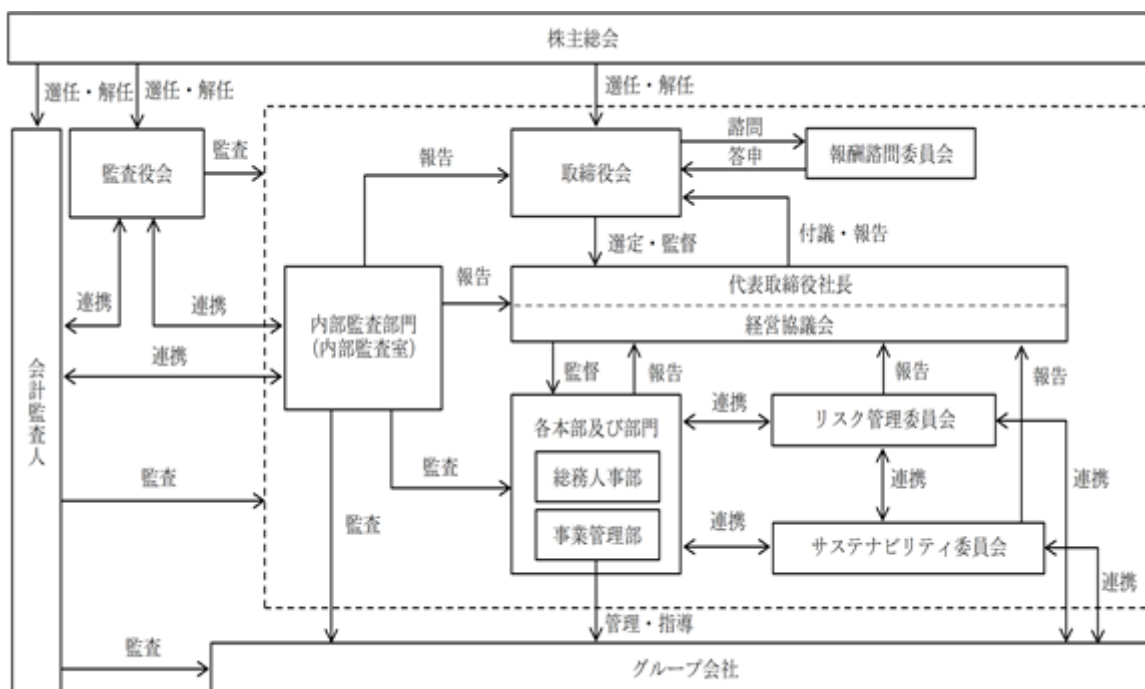 株主総会
選任・解任
選任・解任
選任・解任
監査役会
監査
報告
取締役会
諮問
答申
報酬諮問委員会
選定・監督
付議・報告
連携
連携
連携
内部監査部門
(内部監査室)
報告
代表取締役社長
経営協議会
監督
報告
報告
報告
会計監査人
各本部及び部門
総務人事部
事業管理部
連携
リスク管理委員会
連携
連携
サステナビリティ委員会
連携
連携
監査
監査
監査
管理・指導
監査
グループ会社